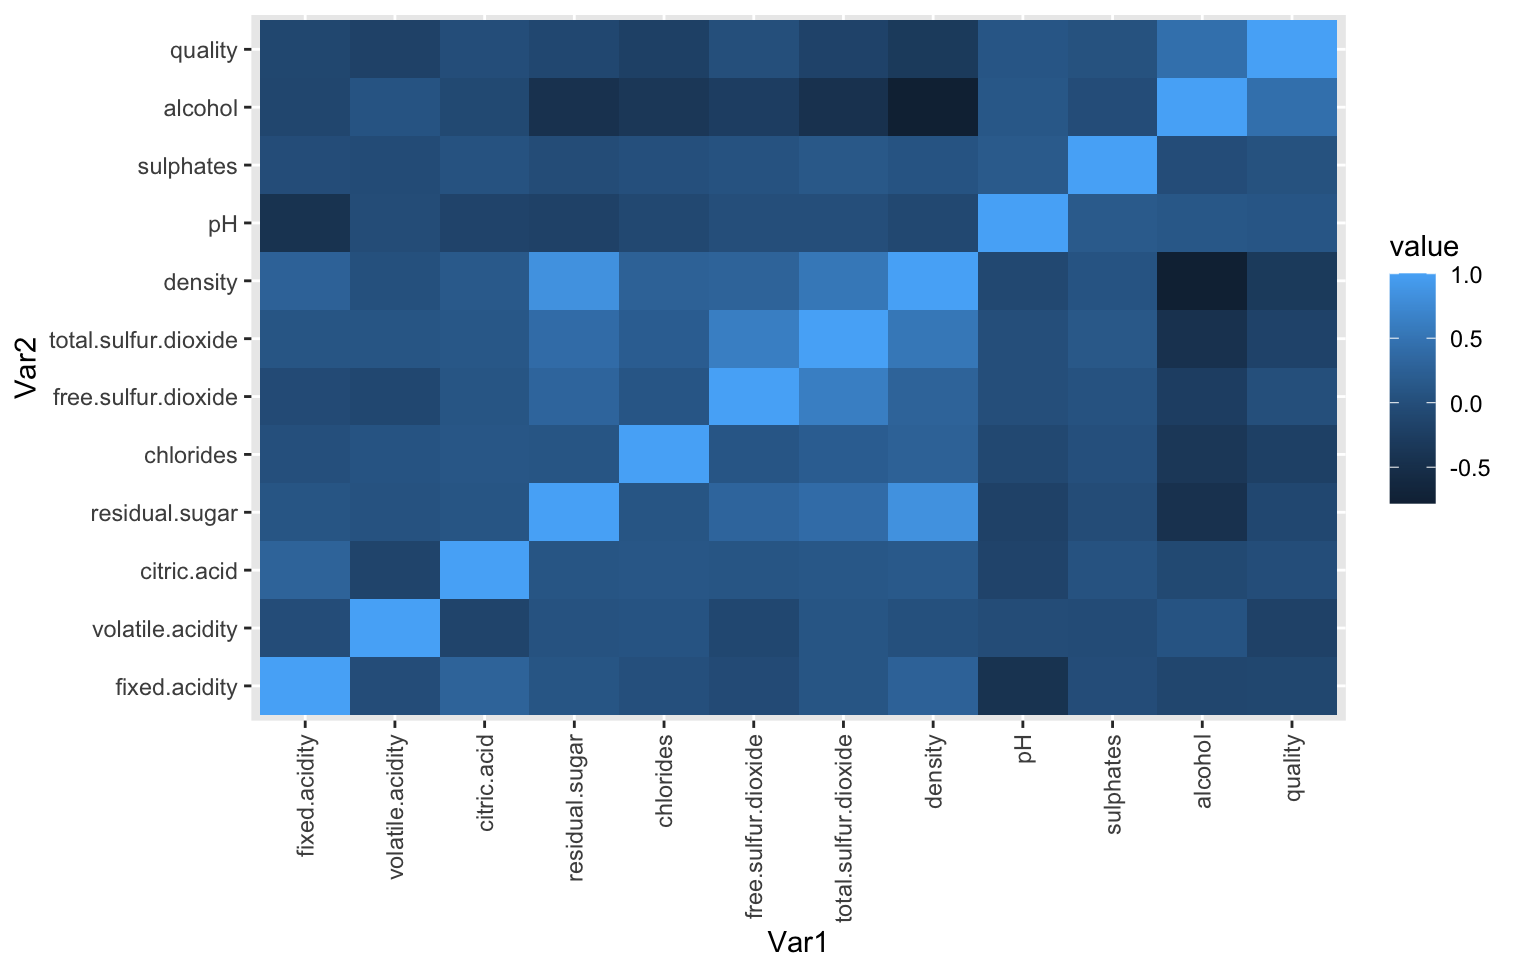 quality
alcohol
sulphates
pH
density
total.sulfur.dioxide
free.sulfur.dioxide
chlorides
residual.sugar
citric.acid
volatile.acidity
fixed.acidity
Var2
fixed.acidity
volatile.acidity
citric.acid
residual.sugar
chlorides
free.sulfur.dioxide
total.sulfur.dioxide
density
pH
sulphates
alcohol
quality
Var1
value
1.0
0.5
0.0
-0.5